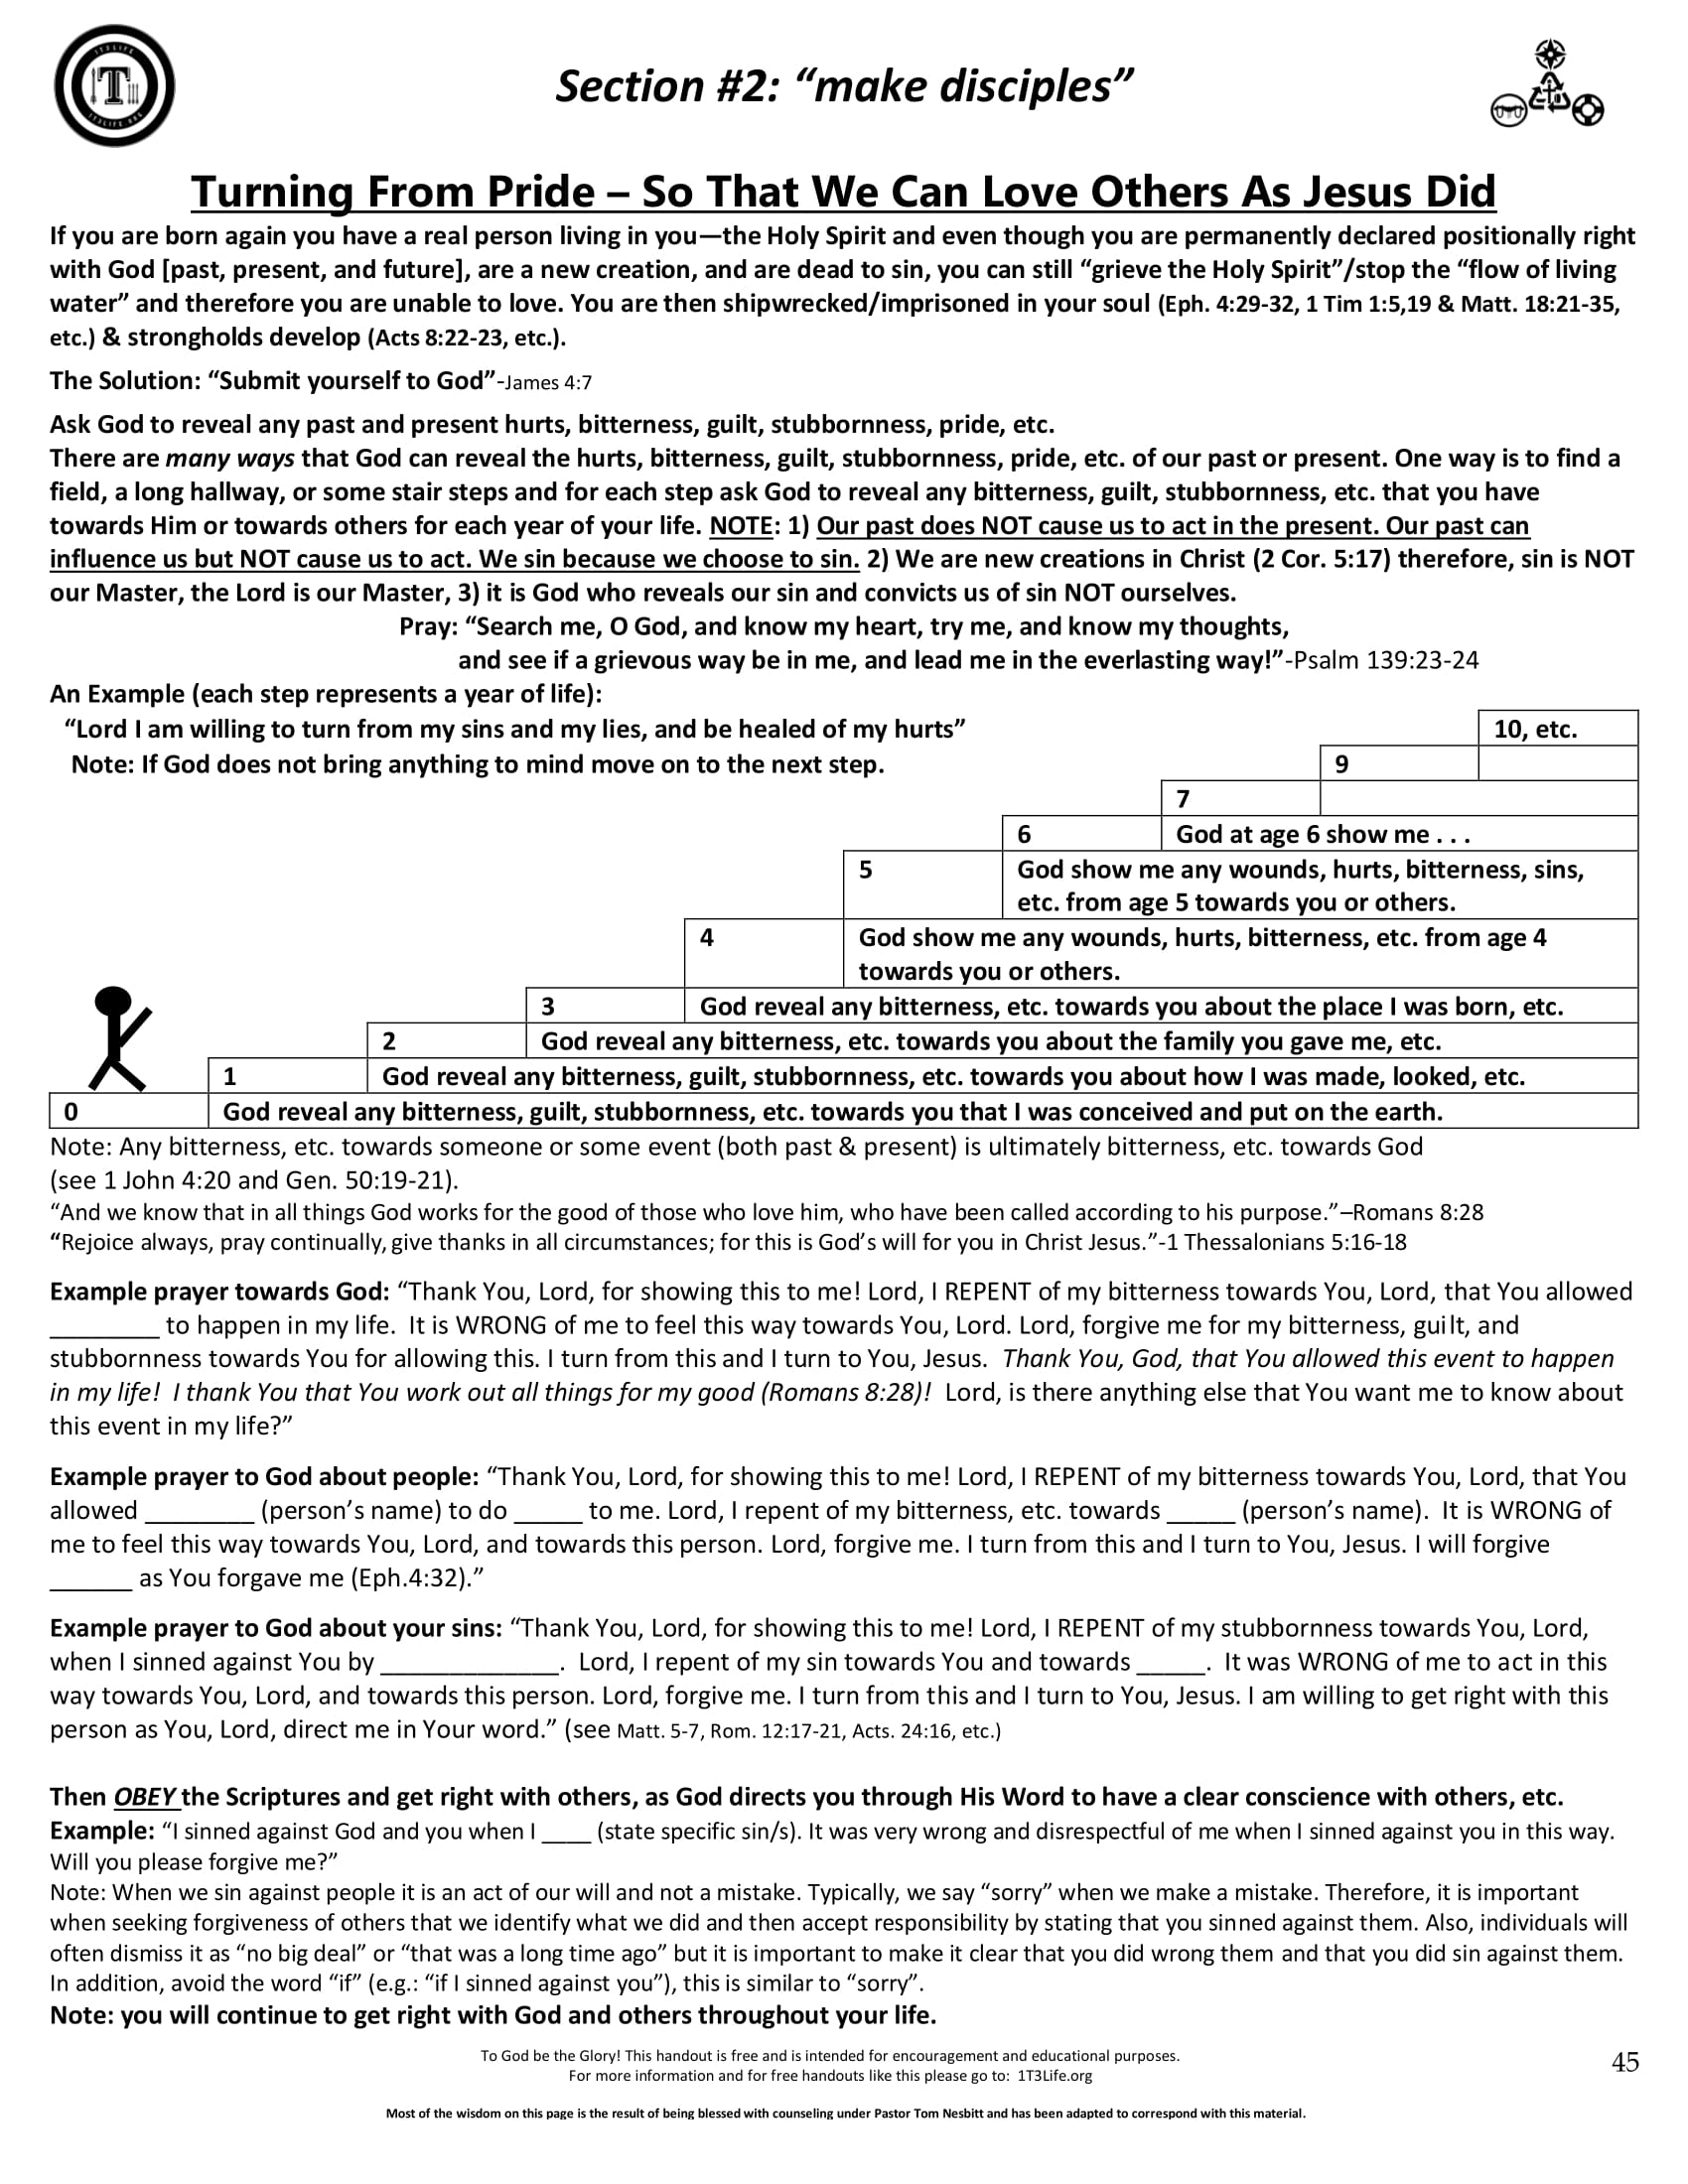 1T3LIFE
T
1T3LIFE.ORG
Section #2: “make disciples”
Turning From Pride – So That We Can Love Others As Jesus Did
If you are born again you have a real person living in you—the Holy Spirit and even though you are permanently declared positionally right
with God [past, present, and future], are a new creation, and are dead to sin, you can still “grieve the Holy Spirit”/stop the “flow of living
water” and therefore you are unable to love. You are then shipwrecked/imprisoned in your soul (Eph. 4:29-32, 1 Tim 1:5,19 & Matt. 18:21-35,
etc.) & strongholds develop (Acts 8:22-23, etc.).
The Solution: “Submit yourself to God”-James 4:7
Ask God to reveal any past and present hurts, bitterness, guilt, stubbornness, pride, etc.
There are many ways that God can reveal the hurts, bitterness, guilt, stubbornness, pride, etc. of our past or present. One way is to find a
field, a long hallway, or some stair steps and for each step ask God to reveal any bitterness, guilt, stubbornness, etc. that you have
towards Him or towards others for each year of your life. NOTE: 1) Our past does NOT cause us to act in the present. Our past can
influence us but NOT cause us to act. We sin because we choose to sin. 2) We are new creations in Christ (2 Cor. 5:17) therefore, sin is NOT
our Master, the Lord is our Master, 3) it is God who reveals our sin and convicts us of sin NOT ourselves.
Pray: “Search me, O God, and know my heart, try me, and know my thoughts,
and see if a grievous way be in me, and lead me in the everlasting way!”-Psalm 139:23-24
An Example (each step represents a year of life):
“Lord I am willing to turn from my sins and my lies, and be healed of my hurts”
10, etc.
Note: If God does not bring anything to mind move on to the next step.
9
7
6
God at age 6 show me . . .
5
God show me any wounds, hurts, bitterness, sins,
etc. from age 5 towards you or others.
4
God show me any wounds, hurts, bitterness, etc. from age 4
towards you or others.
3
God reveal any bitterness, etc. towards you about the place I was born, etc.
2
God reveal any bitterness, etc. towards you about the family you gave me, etc.
1
God reveal any bitterness, guilt, stubbornness, etc. towards you about how I was made, looked, etc.
0
God reveal any bitterness, guilt, stubbornness, etc. towards you that I was conceived and put on the earth.
Note: Any bitterness, etc. towards someone or some event (both past & present) is ultimately bitterness, etc. towards God
(see 1 John 4:20 and Gen. 50:19-21).
“And we know that in all things God works for the good of those who love him, who have been called according to his purpose.”–Romans 8:28
“Rejoice always, pray continually, give thanks in all circumstances; for this is God’s will for you in Christ Jesus.”-1 Thessalonians 5:16-18
Example prayer towards God: “Thank You, Lord, for showing this to me! Lord, I REPENT of my bitterness towards You, Lord, that You allowed
________ to happen in my life.  It is WRONG of me to feel this way towards You, Lord. Lord, forgive me for my bitterness, guilt, and
stubbornness towards You for allowing this. I turn from this and I turn to You, Jesus.  Thank You, God, that You allowed this event to happen
in my life!  I thank You that You work out all things for my good (Romans 8:28)!  Lord, is there anything else that You want me to know about
this event in my life?”
Example prayer to God about people: “Thank You, Lord, for showing this to me! Lord, I REPENT of my bitterness towards You, Lord, that You
allowed ________ (person’s name) to do _____ to me. Lord, I repent of my bitterness, etc. towards _____ (person’s name).  It is WRONG of
me to feel this way towards You, Lord, and towards this person. Lord, forgive me. I turn from this and I turn to You, Jesus. I will forgive
______ as You forgave me (Eph.4:32).”
Example prayer to God about your sins: “Thank You, Lord, for showing this to me! Lord, I REPENT of my stubbornness towards You, Lord,
when I sinned against You by _____________.  Lord, I repent of my sin towards You and towards _____.  It was WRONG of me to act in this
way towards You, Lord, and towards this person. Lord, forgive me. I turn from this and I turn to You, Jesus. I am willing to get right with this
person as You, Lord, direct me in Your word.” (see Matt. 5-7, Rom. 12:17-21, Acts. 24:16, etc.)
Then OBEY the Scriptures and get right with others, as God directs you through His Word to have a clear conscience with others, etc.
Example: “I sinned against God and you when I ____ (state specific sin/s). It was very wrong and disrespectful of me when I sinned against you in this way.
Will you please forgive me?”
Note: When we sin against people it is an act of our will and not a mistake. Typically, we say “sorry” when we make a mistake. Therefore, it is important
when seeking forgiveness of others that we identify what we did and then accept responsibility by stating that you sinned against them. Also, individuals will
often dismiss it as “no big deal” or “that was a long time ago” but it is important to make it clear that you did wrong them and that you did sin against them.
In addition, avoid the word “if” (e.g.: “if I sinned against you”), this is similar to “sorry”.
Note: you will continue to get right with God and others throughout your life.
To God be the Glory! This handout is free and is intended for encouragement and educational purposes.
For more information and for free handouts like this please go to:  1T3Life.org
45
Most of the wisdom on this page is the result of being blessed with counseling under Pastor Tom Nesbitt and has been adapted to correspond with this material.